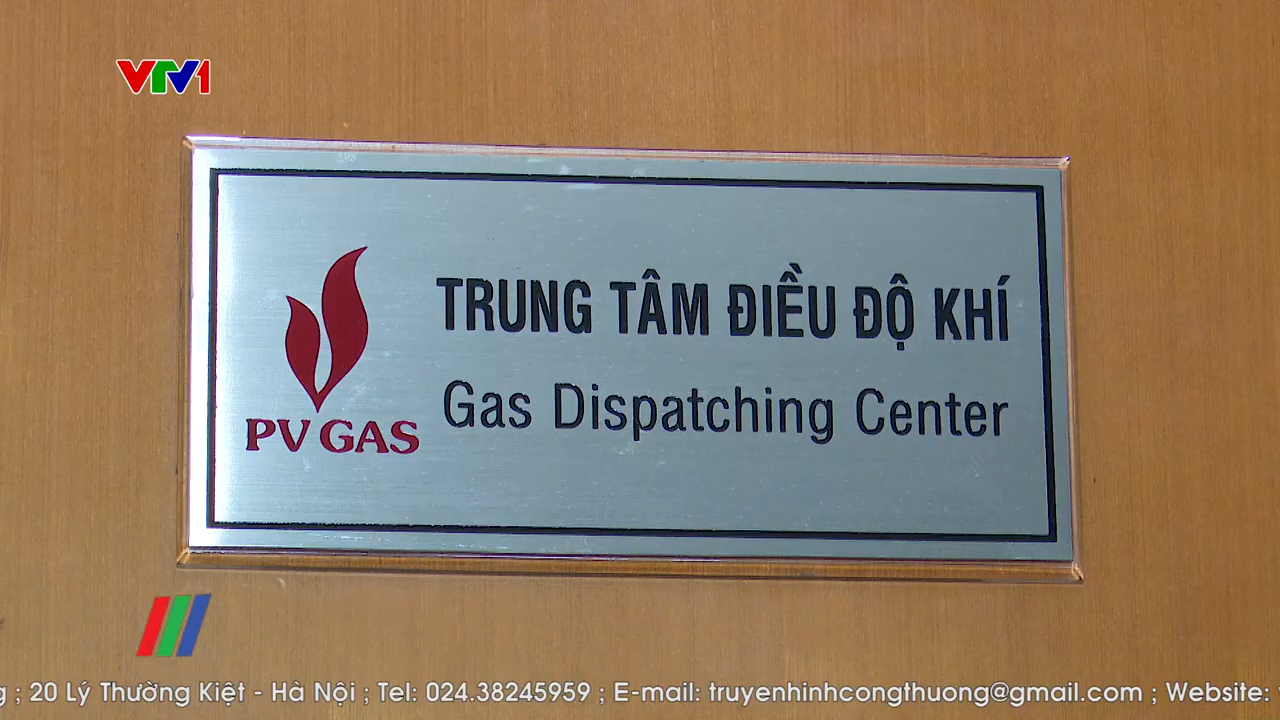 VTV1
TRUNG TÂM ĐIỀU ĐỘ KHÍ
Gas Dispatching Center
PV GAS
; 20 Lý Thường Kiệt - Hà Nội ; Tel: 024.38245959 ; E-mail: truyenhinhcongthuong@gmail.com ; Website: